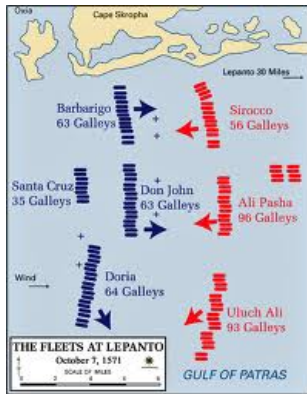 Oxia
Cape Skropha
Lepanto 30 Miles
Barbarigo
63 Galleys
Sirocco
56 Galleys
Santa Cruz
35 Galleys
Don John
63 Galleys
Ali Pasha
96 Galleys
Wind
Doria
64 Galleys
Uluch Ali
93 Galleys
THE FLEETS AT LEPANTO
October 7, 1571
SCALE OF MILES
GULF OF PATRAS